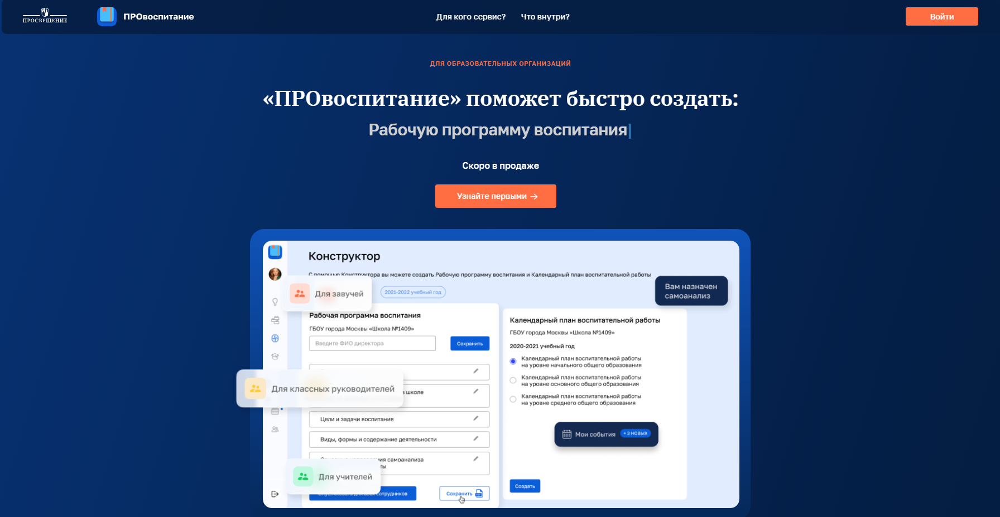 ПРОСВЕЩЕНИЕ
ПРОвоспитание
Для кого сервис?
Что внутри?
Войти
ДЛЯ ОБРАЗОВАТЕЛЬНЫХ ОРГАНИЗАЦИЙ
«ПРОвоспитание» поможет быстро создать:
Рабочую программу воспитания
Скоро в продаже
Узнайте первыми →
Конструктор
С помощью Конструктора вы можете создать Рабочую программу воспитания и Календарный план воспитательной работы
Для завучей
2021-2022 учебный год
Вам назначен
самоанализ
Рабочая программа воспитания
ГБОУ города Москвы «Школа №1409»
Введите ФИО директора
Сохранить
Для классных руководителей
в школе
Цели и задачи воспитания
Виды, формы и содержание деятельности
самоанализа
Для учителей
Опубликовать для всех сотрудников
Сохранить
Календарный план воспитательной работы
ГБОУ города Москвы «Школа №1409»
2020-2021 учебный год
Календарный план воспитательной работы
на уровне начального общего образования
Календарный план воспитательной работы
на уровне основного общего образования
Календарный план воспитательной работы
на уровне среднего общего образования
Мои события
+ 3 НОВЫХ
Создать